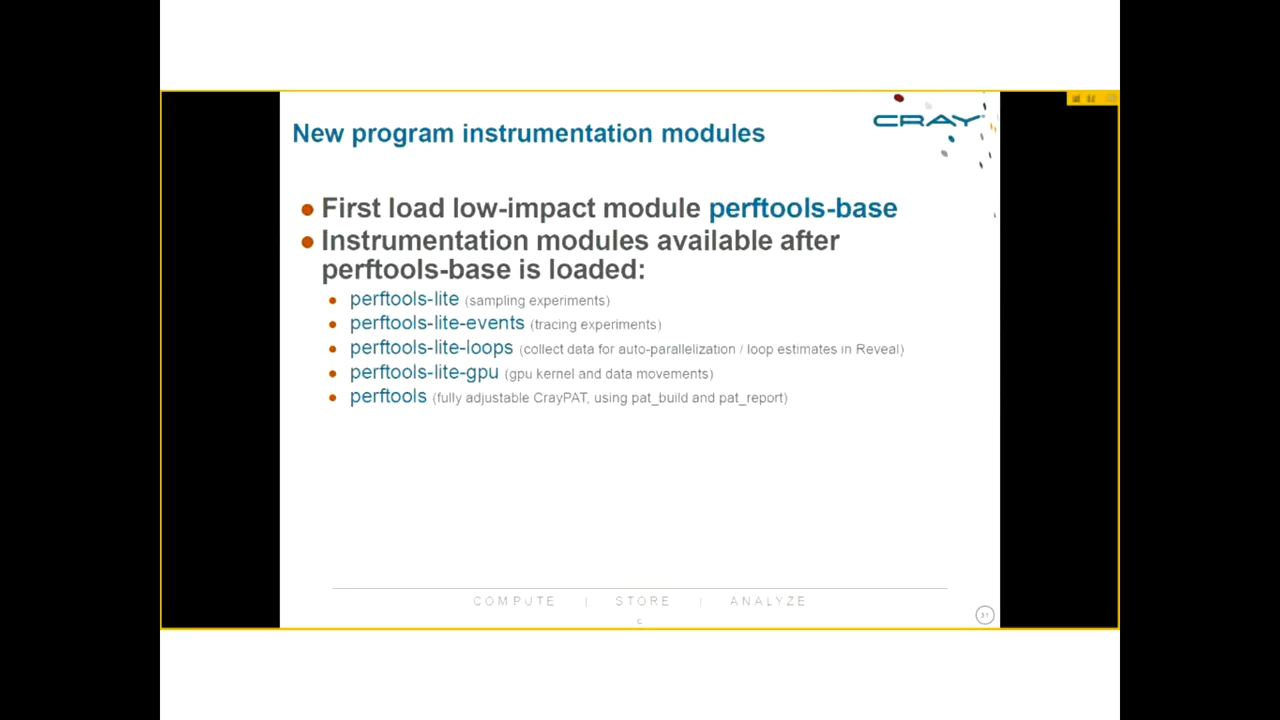 New program instrumentation modules
CRAY
● First load low-impact module perftools-base
● Instrumentation modules available after
perftools-base is loaded:
• perftools-lite (sampling experiments)
• perftools-lite-events (tracing experiments)
• perftools-lite-loops (collect data for auto-parallelization / loop estimates in Reveal)
• perftools-lite-gpu (gpu kernel and data movements)
• perftools (fully adjustable CrayPAT, using pat_build and pat_report)
COMPUTE | STORE | ANALYZE
C